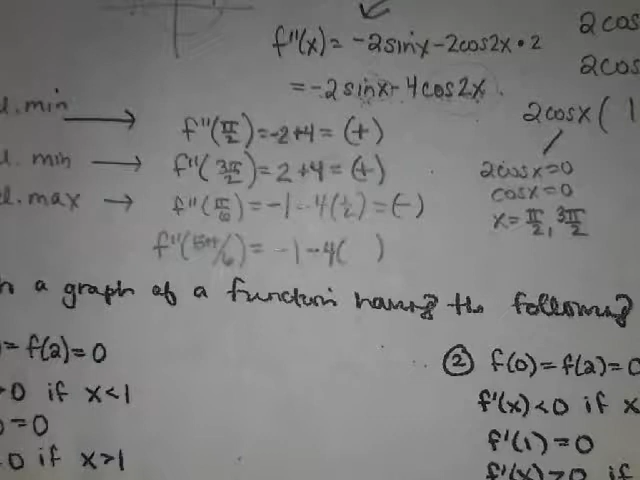 f''(x) = -2sinx - 2cos2x • 2
= -2sinx - 4cos2x
2cos
2cos
2cosx ( 1
2cosx=0
cosx=0
x= π/2, 3π/2
l. min → f''(π/2) = -2+4 = (+)
l. min → f''(3π/2) = 2+4 = (+)
l. max → f''(π/6) = -1 - 4(1/2) = (-)
f''(5π/6) = -1 - 4( )
h a graph of a function having the following
= f(2) = 0
>0 if x<1
) = 0
0 if x>1
② f(0) = f(2) = 0
f'(x) < 0 if x
f'(1) = 0
f'(x) > 0 if